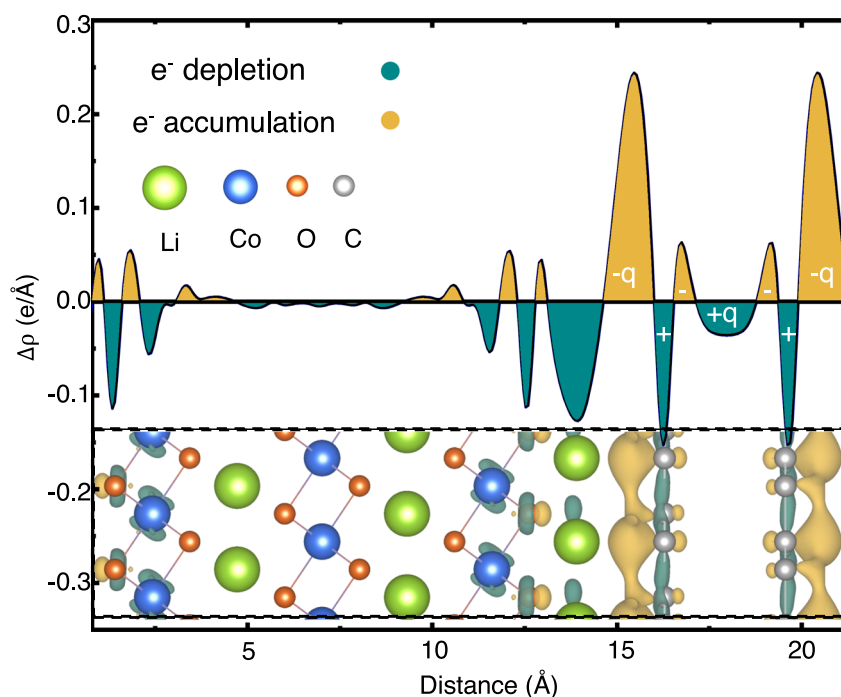 0.3
e⁻ depletion
0.2
e⁻ accumulation
0.1
Li Co O C
-q - - -q
0.0
+q
+ +
-0.1
-0.2
-0.3
Δρ (e/Å)
5 10 15 20
Distance (Å)